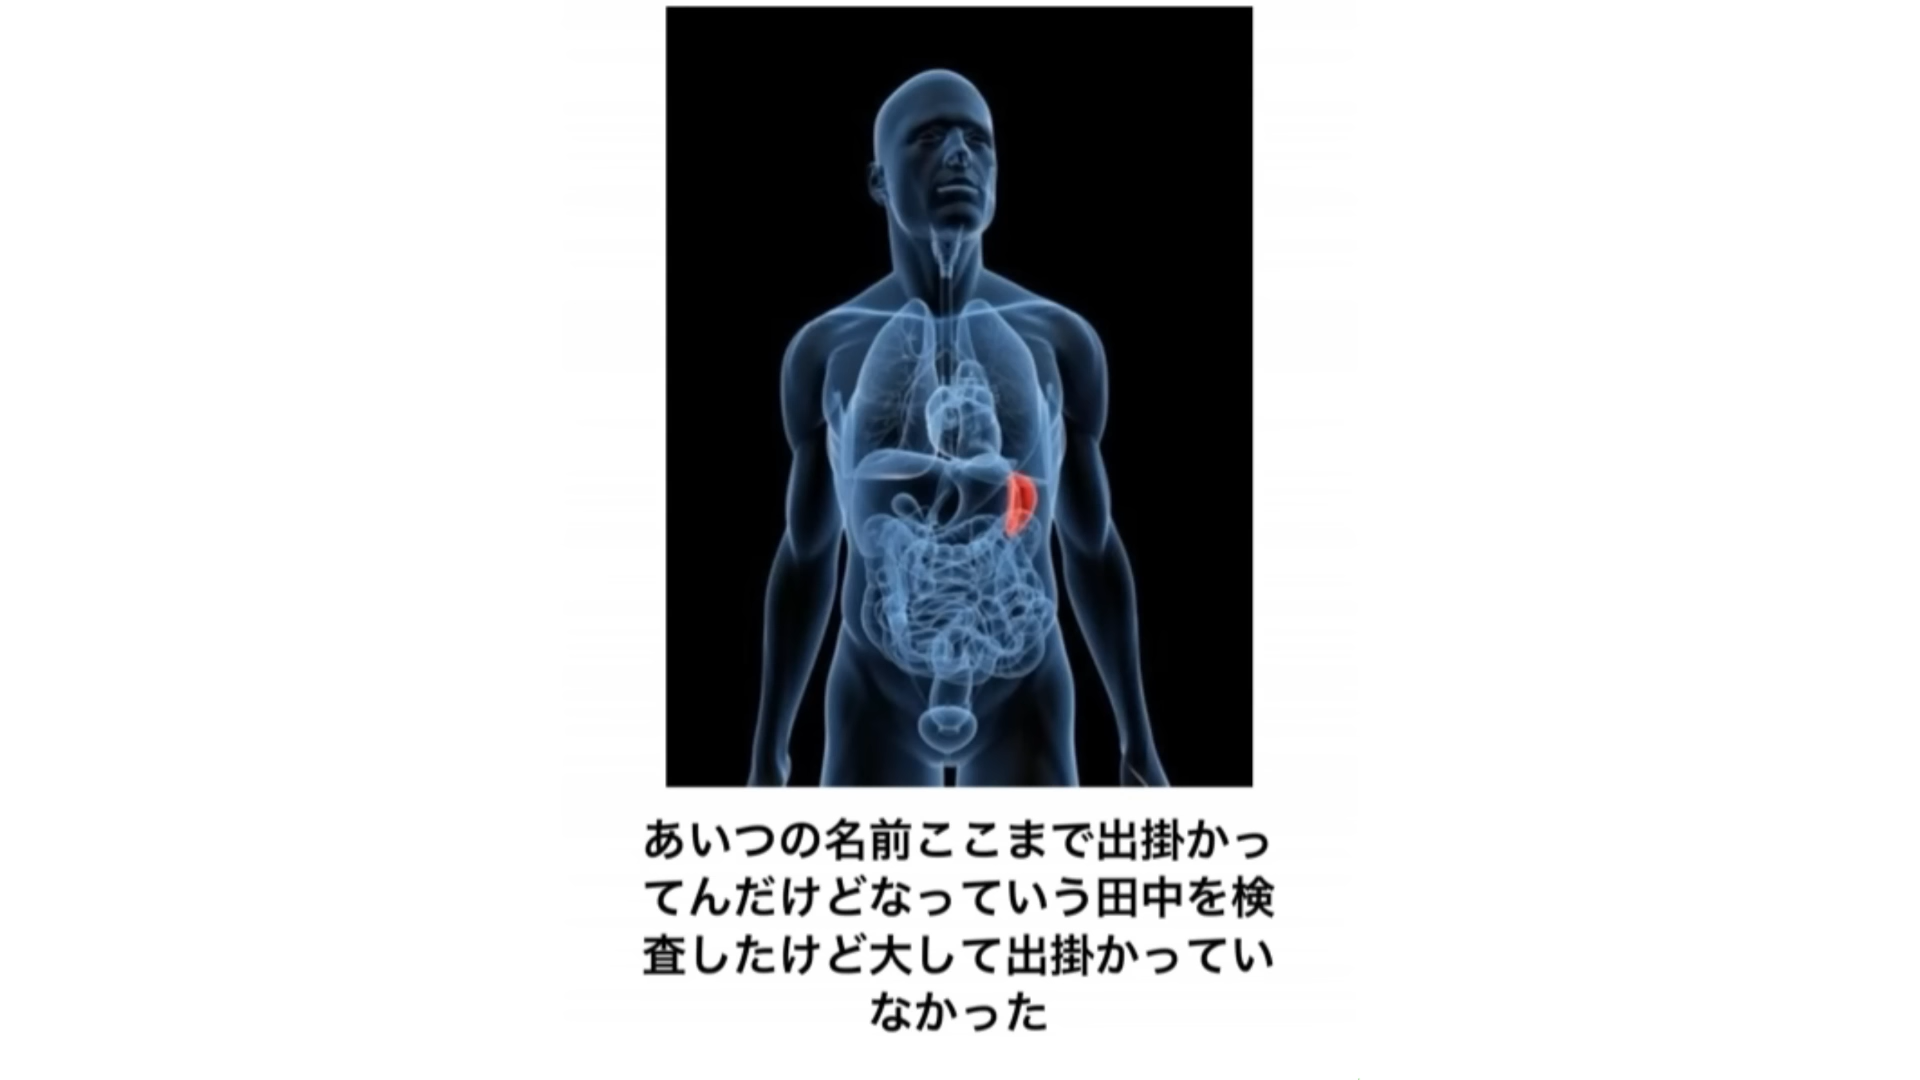 あいつの名前ここまで出掛かっ
てんだけどなっていう田中を検
査したけど大して出掛かってい
なかった